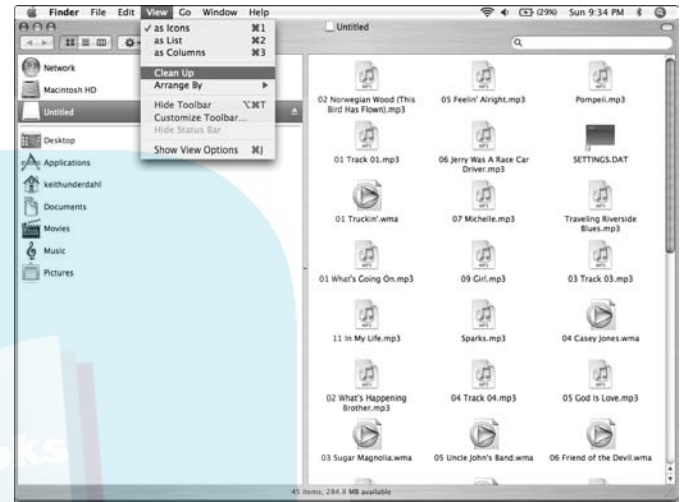 Finder File Edit View Go Window Help
(29%) Sun 9:34 PM
Untitled
✓ as Icons ⌘1
as List ⌘2
as Columns ⌘3
Clean Up
Arrange By ▶
Hide Toolbar ⌥⌘T
Customize Toolbar...
Hide Status Bar
Show View Options ⌘J
Network
Macintosh HD
Untitled
Desktop
Applications
keithunderdahl
Documents
Movies
Music
Pictures
02 Norwegian Wood (This
Bird Has Flown).mp3
05 Feelin' Alright.mp3
Pompeii.mp3
01 Track 01.mp3
06 Jerry Was A Race Car
Driver.mp3
SETTINGS.DAT
01 Truckin'.wma
07 Michelle.mp3
Traveling Riverside
Blues.mp3
01 What's Going On.mp3
09 Girl.mp3
03 Track 03.mp3
11 In My Life.mp3
Sparks.mp3
04 Casey Jones.wma
02 What's Happening
Brother.mp3
04 Track 04.mp3
05 God Is Love.mp3
03 Sugar Magnolia.wma
05 Uncle John's Band.wma
06 Friend of the Devil.wma
45 items, 284.8 MB available